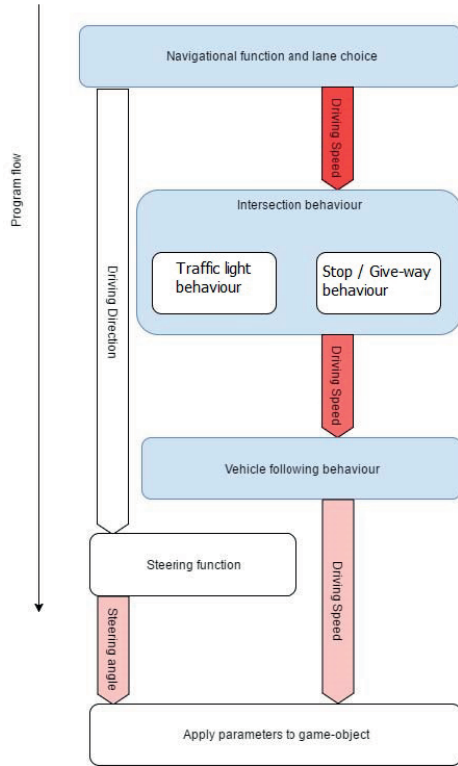 Navigational function and lane choice
Program flow
Driving Speed
Intersection behaviour
Traffic light
behaviour
Stop / Give-way
behaviour
Driving Direction
Driving Speed
Vehicle following behaviour
Steering function
Driving Speed
Steering angle
Apply parameters to game-object